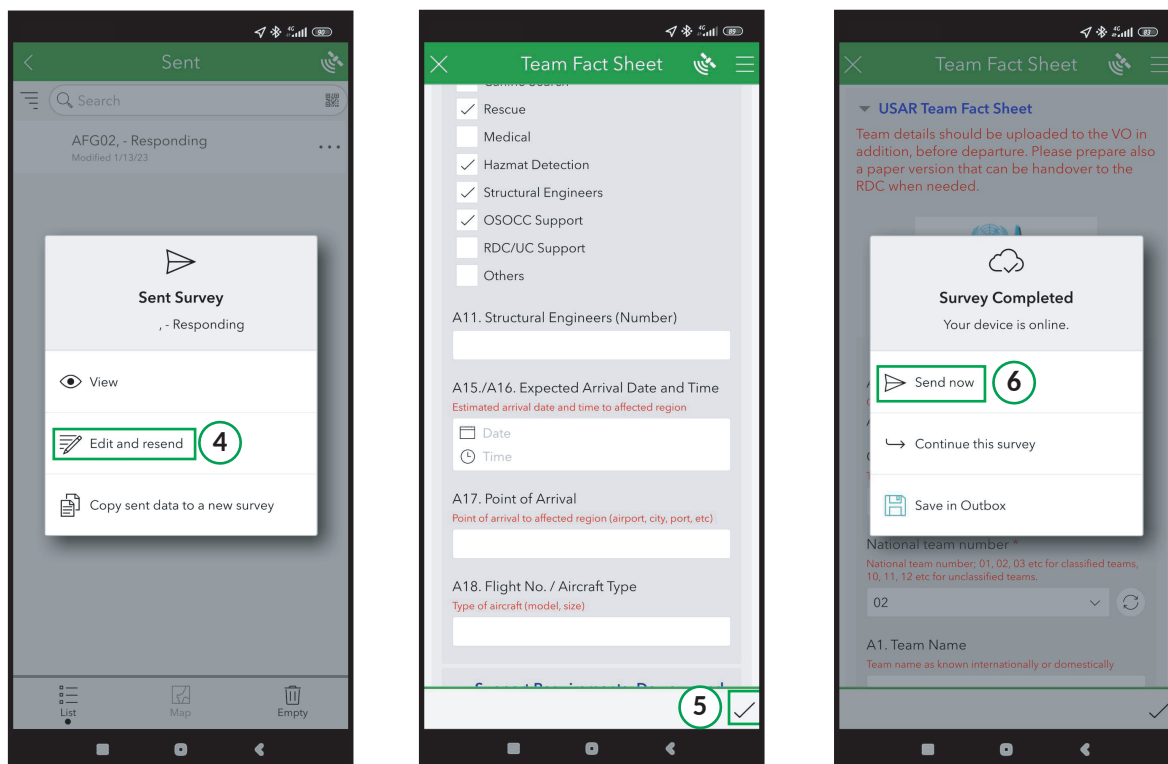 4G 90
Sent
Search
AFG02, - Responding
Modified 1/13/23
Sent Survey
, - Responding
View
Edit and resend
4
Copy sent data to a new survey
List
Map
Empty
4G 89
Team Fact Sheet
Canine Search
Rescue
Medical
Hazmat Detection
Structural Engineers
OSOCC Support
RDC/UC Support
Others
A11. Structural Engineers (Number)
A15./A16. Expected Arrival Date and Time
Estimated arrival date and time to affected region
Date
Time
A17. Point of Arrival
Point of arrival to affected region (airport, city, port, etc)
A18. Flight No. / Aircraft Type
Type of aircraft (model, size)
5
83
Team Fact Sheet
USAR Team Fact Sheet
Team details should be uploaded to the VO in
addition, before departure. Please prepare also
a paper version that can be handover to the
RDC when needed.
Survey Completed
Your device is online.
Send now
6
Continue this survey
Save in Outbox
National team number *
National team number; 01, 02, 03 etc for classified teams,
10, 11, 12 etc for unclassified teams.
02
A1. Team Name
Team name as known internationally or domestically